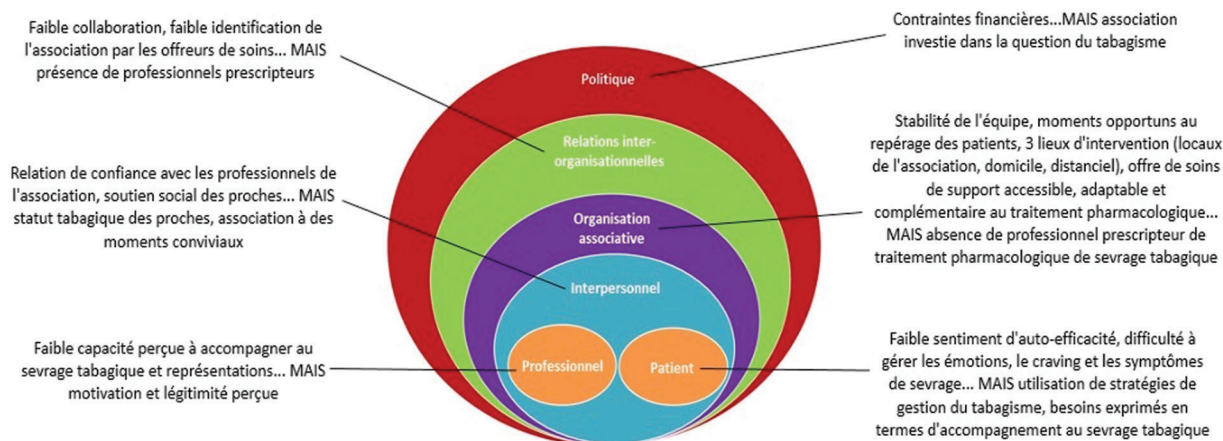 Faible collaboration, faible identification de
l'association par les offreurs de soins... MAIS
présence de professionnels prescripteurs
Relation de confiance avec les professionnels de
l'association, soutien social des proches... MAIS
statut tabagique des proches, association à des
moments conviviaux
Faible capacité perçue à accompagner au
sevrage tabagique et représentations... MAIS
motivation et légitimité perçue
Politique
Relations inter-
organisationnelles
Organisation
associative
Interpersonnel
Professionnel
Patient
Contraintes financières...MAIS association
investie dans la question du tabagisme
Stabilité de l'équipe, moments opportuns au
repérage des patients, 3 lieux d'intervention (locaux
de l'association, domicile, distanciel), offre de soins
de support accessible, adaptable et
complémentaire au traitement pharmacologique...
MAIS absence de professionnel prescripteur de
traitement pharmacologique de sevrage tabagique
Faible sentiment d'auto-efficacité, difficulté à
gérer les émotions, le craving et les symptômes
de sevrage... MAIS utilisation de stratégies de
gestion du tabagisme, besoins exprimés en
termes d'accompagnement au sevrage tabagique